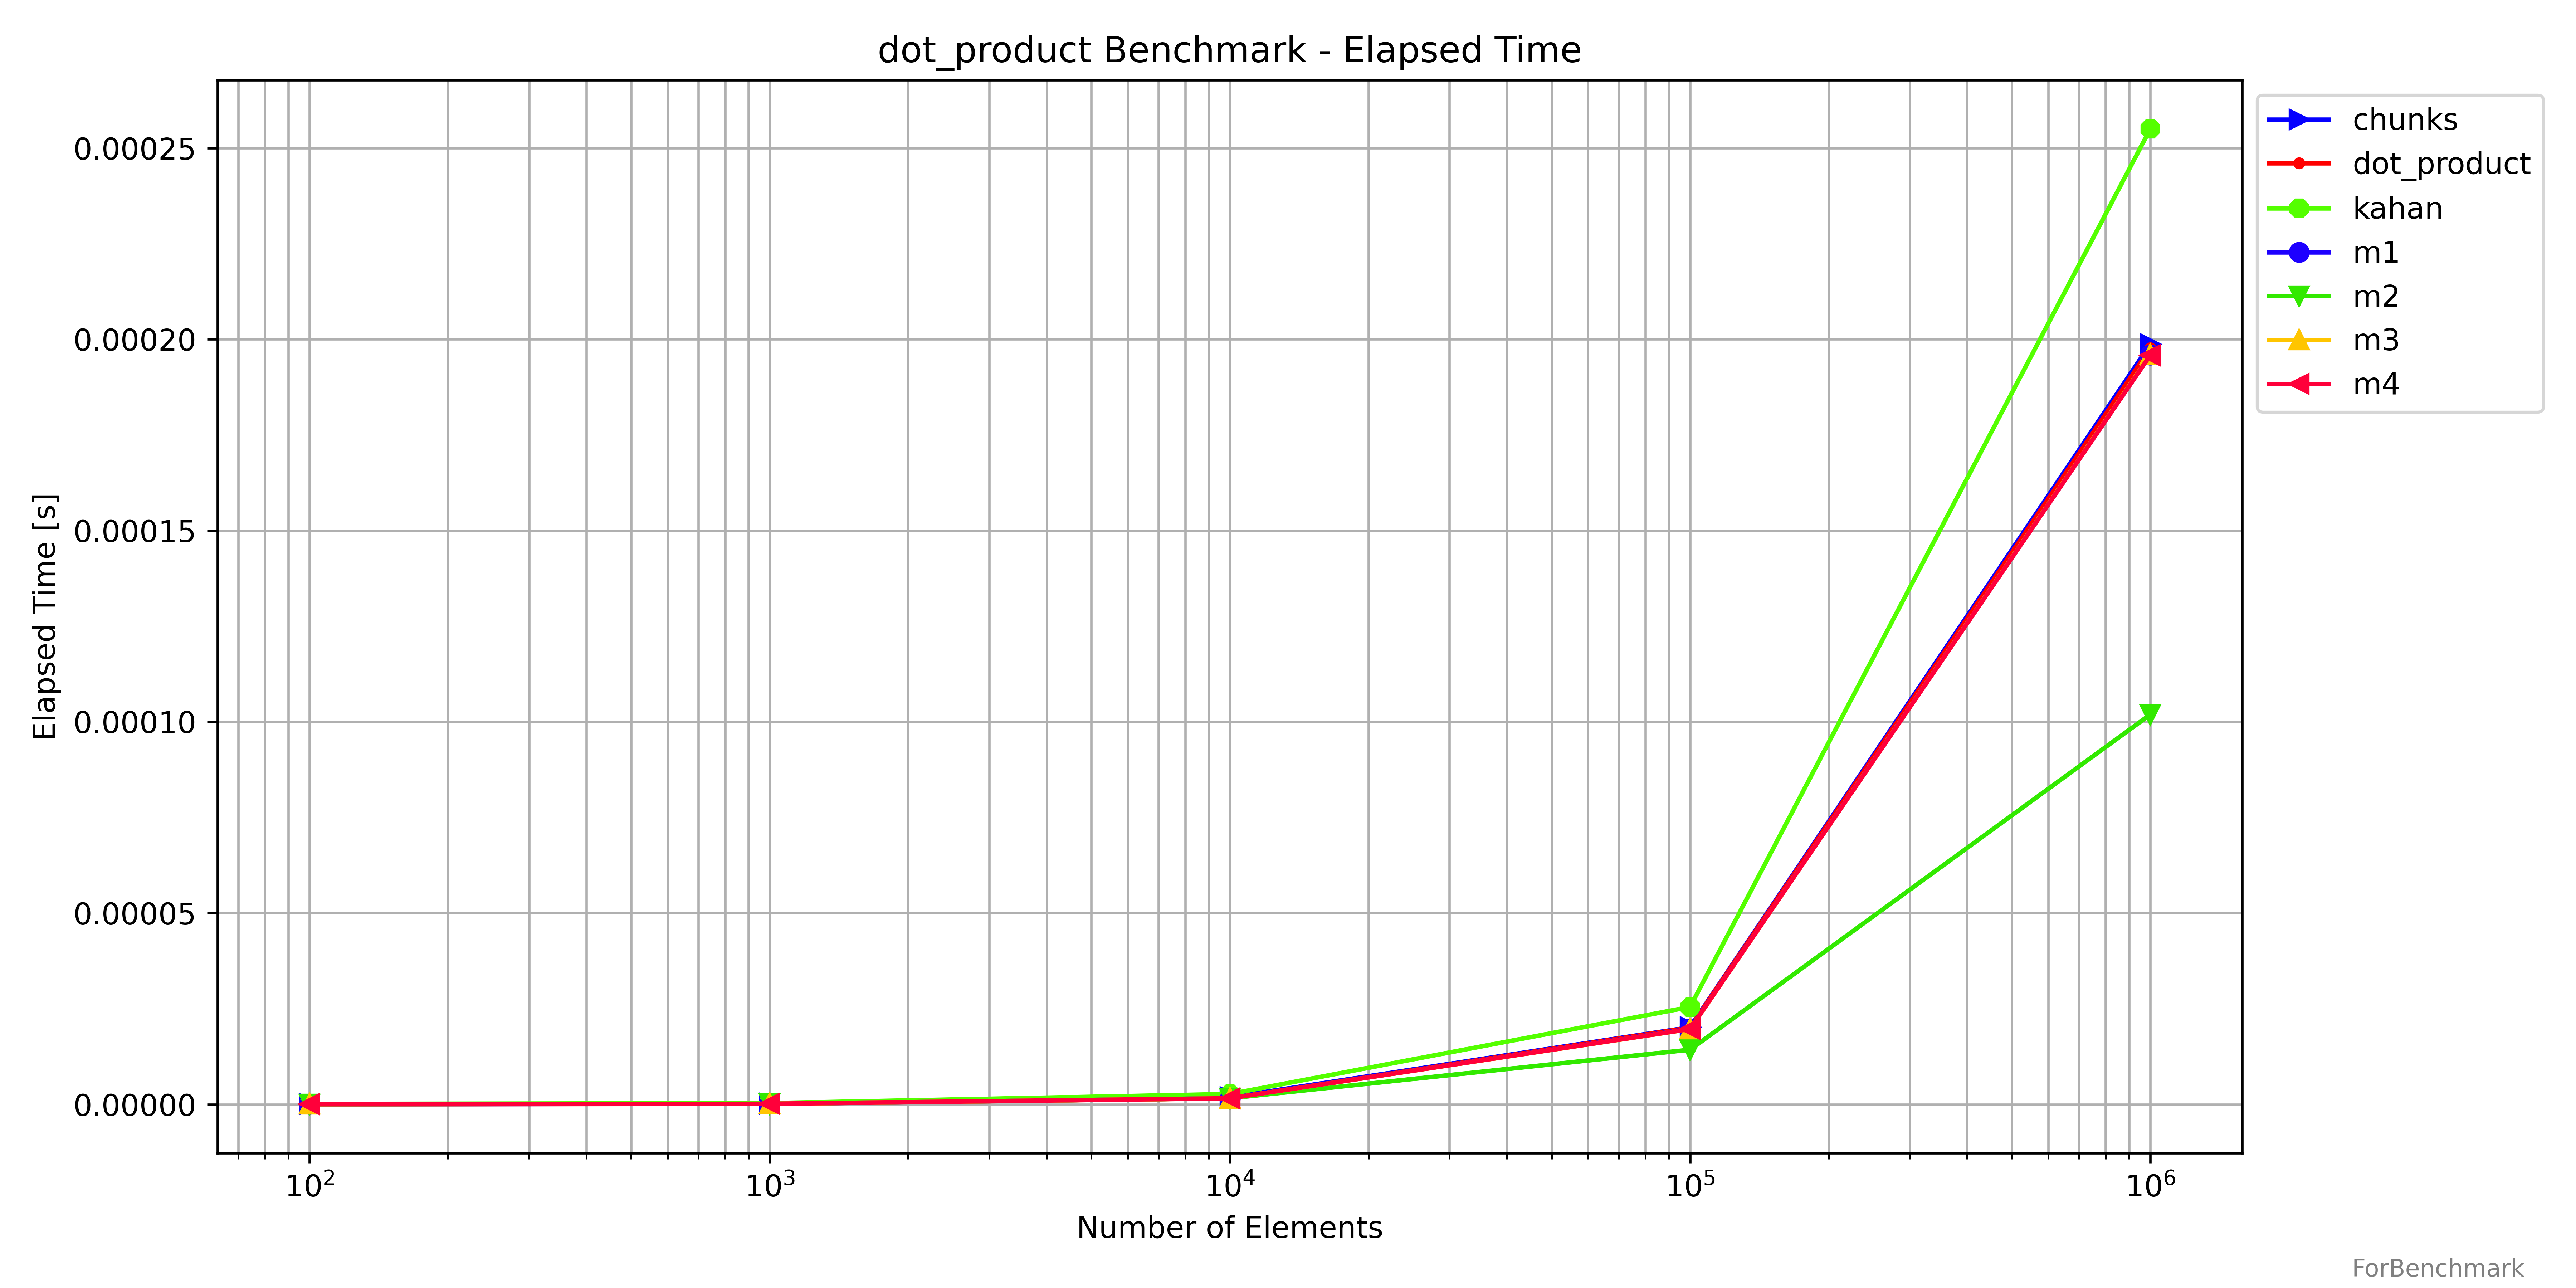 dot_product Benchmark - Elapsed Time
0.00025
0.00020
0.00015
0.00010
0.00005
0.00000
Elapsed Time [s]
10²
10³
10⁴
10⁵
10⁶
Number of Elements
chunks
dot_product
kahan
m1
m2
m3
m4
ForBenchmark